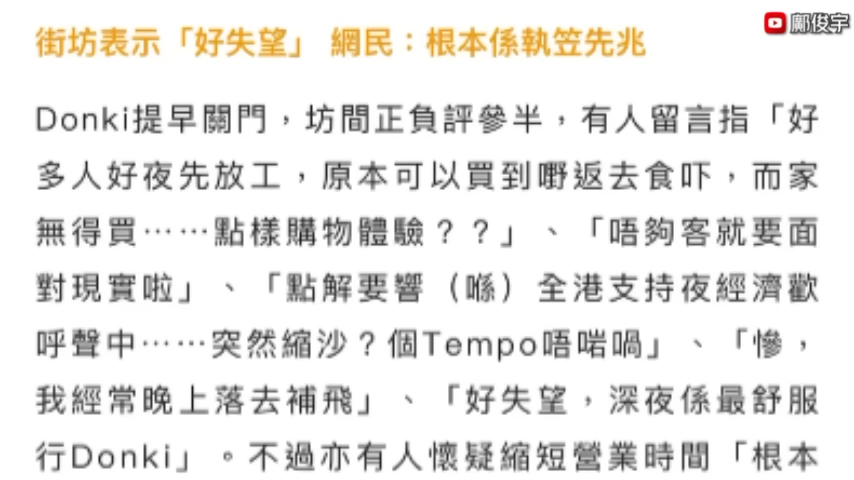 街坊表示「好失望」 網民：根本係執笠先兆
鄺俊宇
Donki提早關門，坊間正負評參半，有人留言指「好
多人好夜先放工，原本可以買到嘢返去食吓，而家
無得買……點樣購物體驗？？」、「唔夠客就要面
對現實啦」、「點解要響（喺）全港支持夜經濟歡
呼聲中……突然縮沙？個Tempo唔啱喎」、「慘，
我經常晚上落去補飛」、「好失望，深夜係最舒服
行Donki」。不過亦有人懷疑縮短營業時間「根本